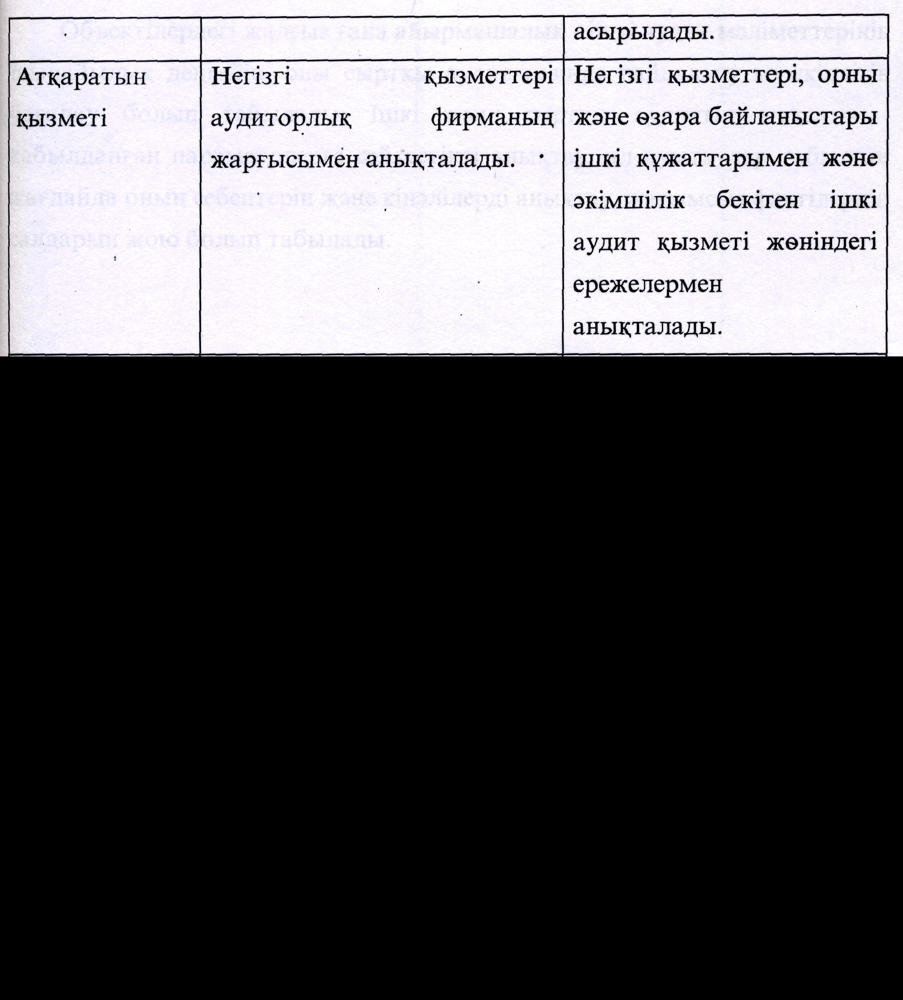 асырылады.
Атқаратын
қызметі
Негізгі қызметтері
аудиторлық фирманың
жарғысымен анықталады.
Негізгі қызметтері, орны
және өзара байланыстары
ішкі құжаттарымен және
әкімшілік бекітен ішкі
аудит қызметі жөніндегі
ережелермен
анықталады.